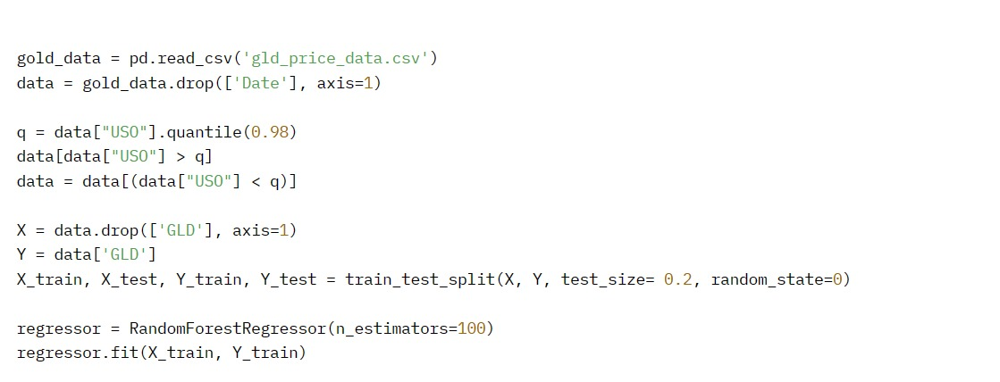 gold_data = pd.read_csv('gld_price_data.csv')
data = gold_data.drop(['Date'], axis=1)
q = data["USO"].quantile(0.98)
data[data["USO"] > q]
data = data[(data["USO"] < q)]
X = data.drop(['GLD'], axis=1)
Y = data['GLD']
X_train, X_test, Y_train, Y_test = train_test_split(X, Y, test_size= 0.2, random_state=0)
regressor = RandomForestRegressor(n_estimators=100)
regressor.fit(X_train, Y_train)